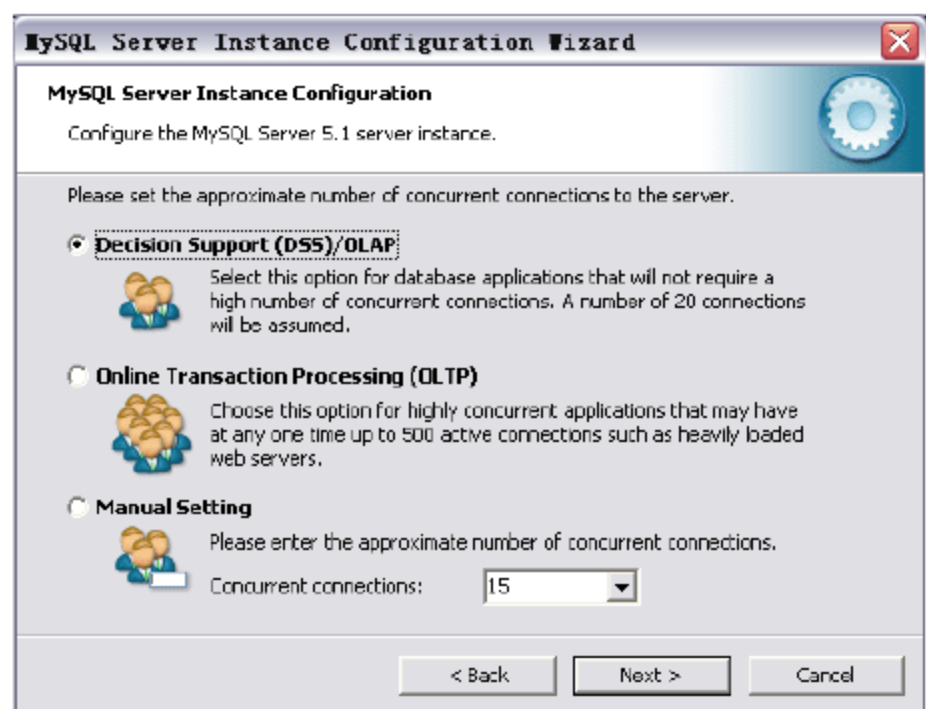 MySQL Server Instance Configuration Wizard
MySQL Server Instance Configuration
Configure the MySQL Server 5.1 server instance.
Please set the approximate number of concurrent connections to the server.
Decision Support (DSS)/OLAP
Select this option for database applications that will not require a
high number of concurrent connections. A number of 20 connections
will be assumed.
Online Transaction Processing (OLTP)
Choose this option for highly concurrent applications that may have
at any one time up to 500 active connections such as heavily loaded
web servers.
Manual Setting
Please enter the approximate number of concurrent connections.
Concurrent connections: 15
< Back Next > Cancel